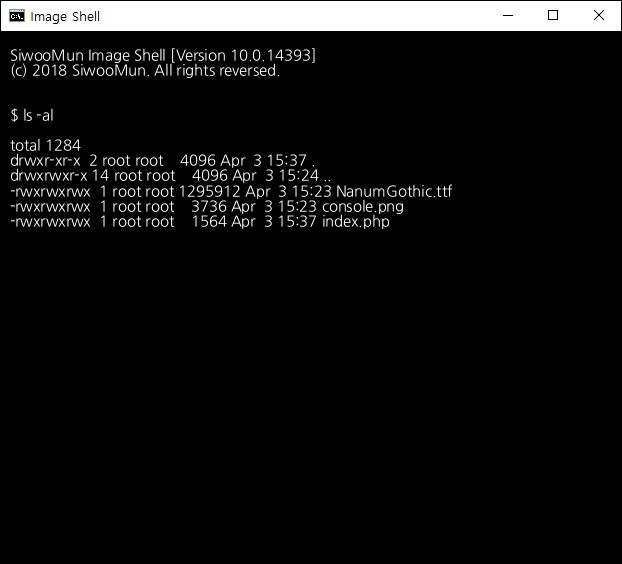 Image Shell
SiwooMun Image Shell [Version 10.0.14393]
(c) 2018 SiwooMun. All rights reversed.
$ ls -al
total 1284
drwxr-xr-x  2 root root    4096 Apr  3 15:37 .
drwxrwxr-x 14 root root    4096 Apr  3 15:24 ..
-rwxrwxrwx  1 root root 1295912 Apr  3 15:23 NanumGothic.ttf
-rwxrwxrwx  1 root root    3736 Apr  3 15:23 console.png
-rwxrwxrwx  1 root root    1564 Apr  3 15:37 index.php